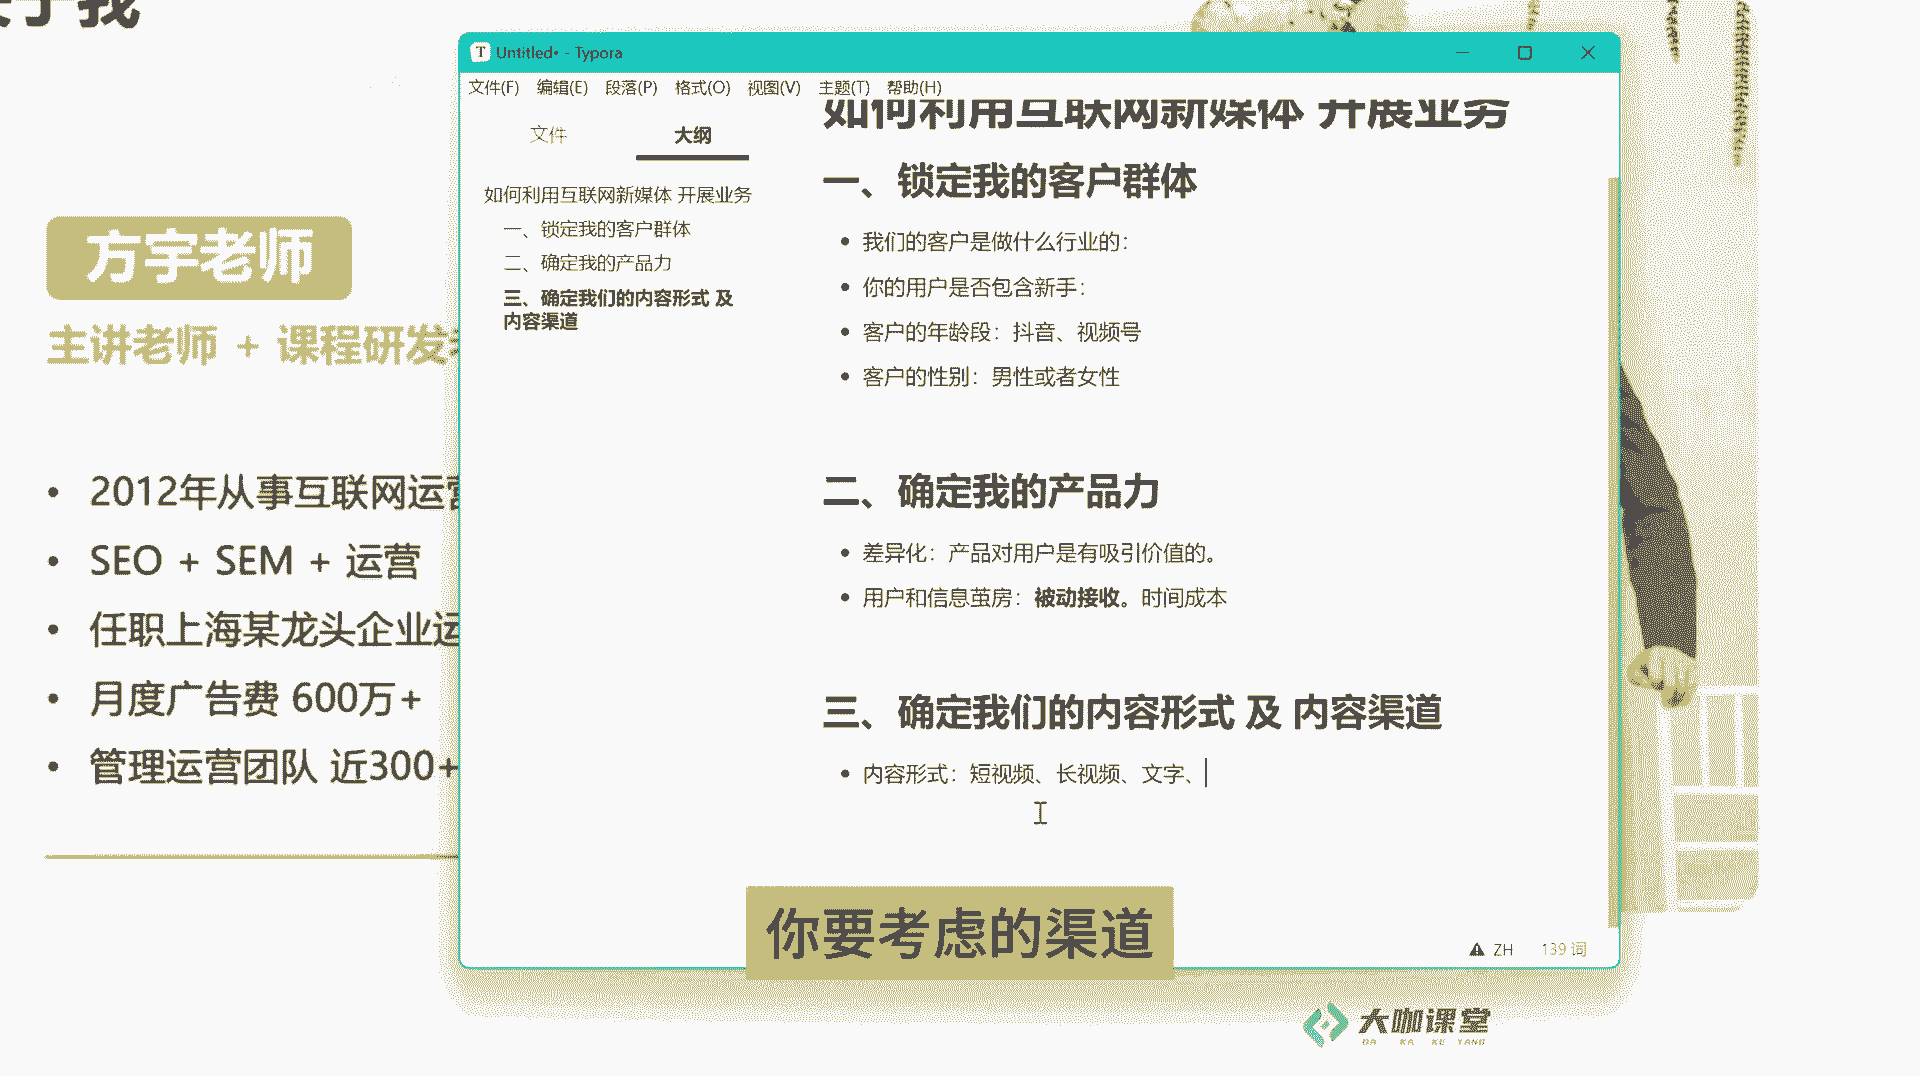 关于我
方宇老师
主讲老师 + 课程研发
2012年从事互联网运营
SEO + SEM + 运营
任职上海某龙头企业运
月度广告费 600万+
管理运营团队 近300+
Untitled• - Typora
文件(F) 编辑(E) 段落(P) 格式(O) 视图(V) 主题(T) 帮助(H)
文件 大纲
如何利用互联网新媒体 开展业务
一、锁定我的客户群体
二、确定我的产品力
三、确定我们的内容形式 及
内容渠道
如何利用互联网新媒体 开展业务
一、锁定我的客户群体
我们的客户是做什么行业的：
你的用户是否包含新手：
客户的年龄段：抖音、视频号
客户的性别：男性或者女性
二、确定我的产品力
差异化：产品对用户是有吸引价值的。
用户和信息茧房：被动接收。时间成本
三、确定我们的内容形式 及 内容渠道
内容形式：短视频、长视频、文字、
你要考虑的渠道
ZH 139 词
大咖课堂
DA KA KE TANG